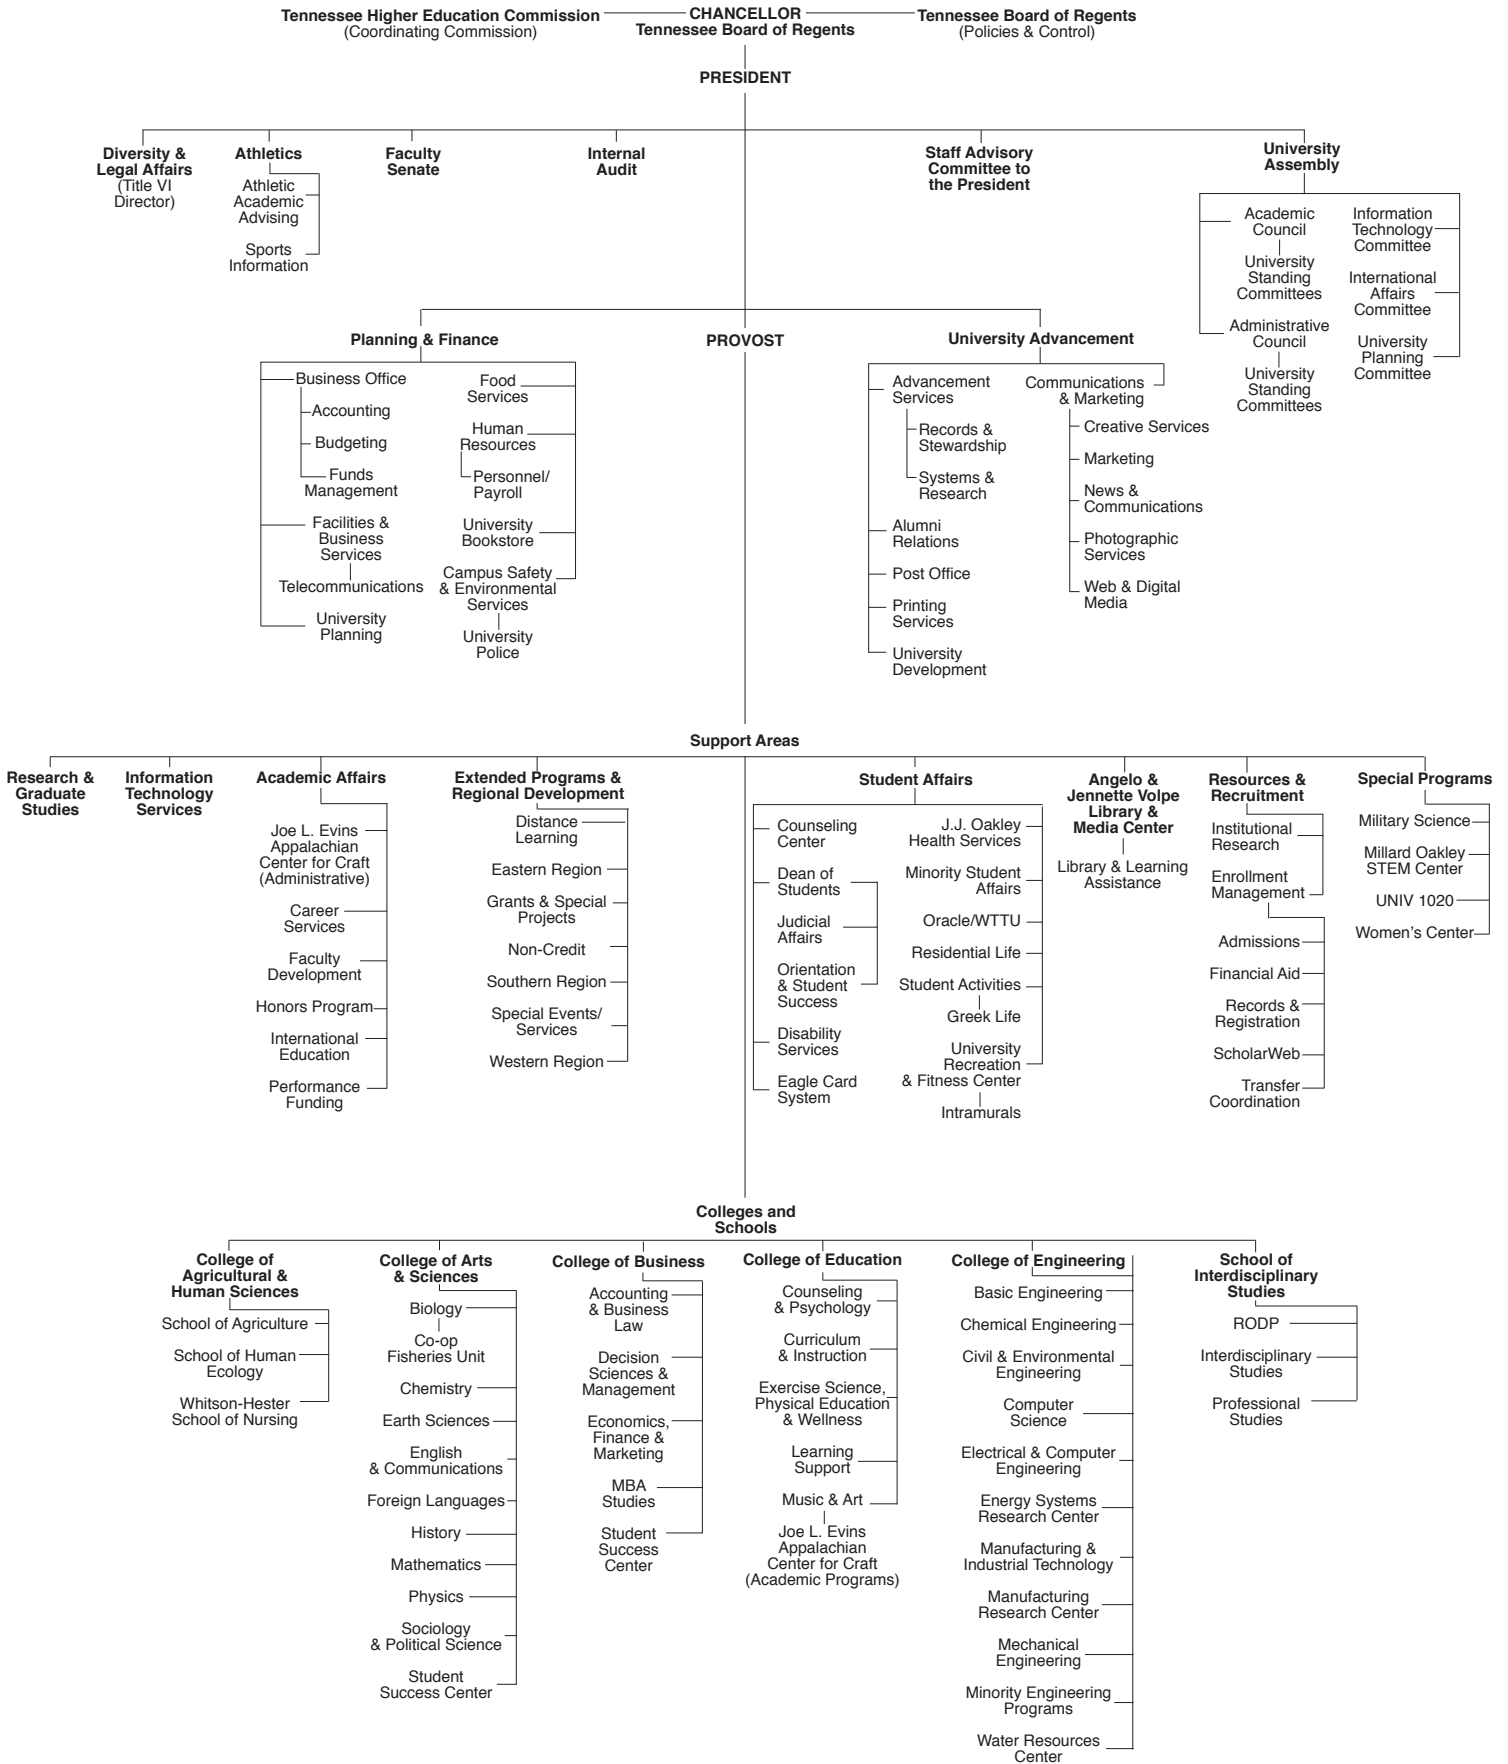 Tennessee Higher Education Commission
(Coordinating Commission)
CHANCELLOR
Tennessee Board of Regents
Tennessee Board of Regents
(Policies & Control)
PRESIDENT
Diversity &
Legal Affairs
(Title VI
Director)
Athletics
Athletic
Academic
Advising
Sports
Information
Faculty
Senate
Internal
Audit
Staff Advisory
Committee to
the President
University
Assembly
Academic
Council
University
Standing
Committees
Administrative
Council
University
Standing
Committees
Information
Technology
Committee
International
Affairs
Committee
University
Planning
Committee
Planning & Finance
Business Office
Accounting
Budgeting
Funds
Management
Facilities &
Business
Services
Telecommunications
University
Planning
Food
Services
Human
Resources
Personnel/
Payroll
University
Bookstore
Campus Safety
& Environmental
Services
University
Police
PROVOST
University Advancement
Advancement
Services
Records &
Stewardship
Systems &
Research
Alumni
Relations
Post Office
Printing
Services
University
Development
Communications
& Marketing
Creative Services
Marketing
News &
Communications
Photographic
Services
Web & Digital
Media
Support Areas
Research &
Graduate
Studies
Information
Technology
Services
Academic Affairs
Joe L. Evins
Appalachian
Center for Craft
(Administrative)
Career
Services
Faculty
Development
Honors Program
International
Education
Performance
Funding
Extended Programs &
Regional Development
Distance
Learning
Eastern Region
Grants & Special
Projects
Non-Credit
Southern Region
Special Events/
Services
Western Region
Student Affairs
Counseling
Center
Dean of
Students
Judicial
Affairs
Orientation
& Student
Success
Disability
Services
Eagle Card
System
J.J. Oakley
Health Services
Minority Student
Affairs
Oracle/WTTU
Residential Life
Student Activities
Greek Life
University
Recreation
& Fitness Center
Intramurals
Angelo &
Jennette Volpe
Library &
Media Center
Library & Learning
Assistance
Resources &
Recruitment
Institutional
Research
Enrollment
Management
Admissions
Financial Aid
Records &
Registration
ScholarWeb
Transfer
Coordination
Special Programs
Military Science
Millard Oakley
STEM Center
UNIV 1020
Women's Center
Colleges and
Schools
College of
Agricultural &
Human Sciences
School of Agriculture
School of Human
Ecology
Whitson-Hester
School of Nursing
College of Arts
& Sciences
Biology
Co-op
Fisheries Unit
Chemistry
Earth Sciences
English
& Communications
Foreign Languages
History
Mathematics
Physics
Sociology
& Political Science
Student
Success Center
College of Business
Accounting
& Business
Law
Decision
Sciences &
Management
Economics,
Finance &
Marketing
MBA
Studies
Student
Success
Center
College of Education
Counseling
& Psychology
Curriculum
& Instruction
Exercise Science,
Physical Education
& Wellness
Learning
Support
Music & Art
Joe L. Evins
Appalachian
Center for Craft
(Academic Programs)
College of Engineering
Basic Engineering
Chemical Engineering
Civil & Environmental
Engineering
Computer
Science
Electrical & Computer
Engineering
Energy Systems
Research Center
Manufacturing &
Industrial Technology
Manufacturing
Research Center
Mechanical
Engineering
Minority Engineering
Programs
Water Resources
Center
School of
Interdisciplinary
Studies
RODP
Interdisciplinary
Studies
Professional
Studies